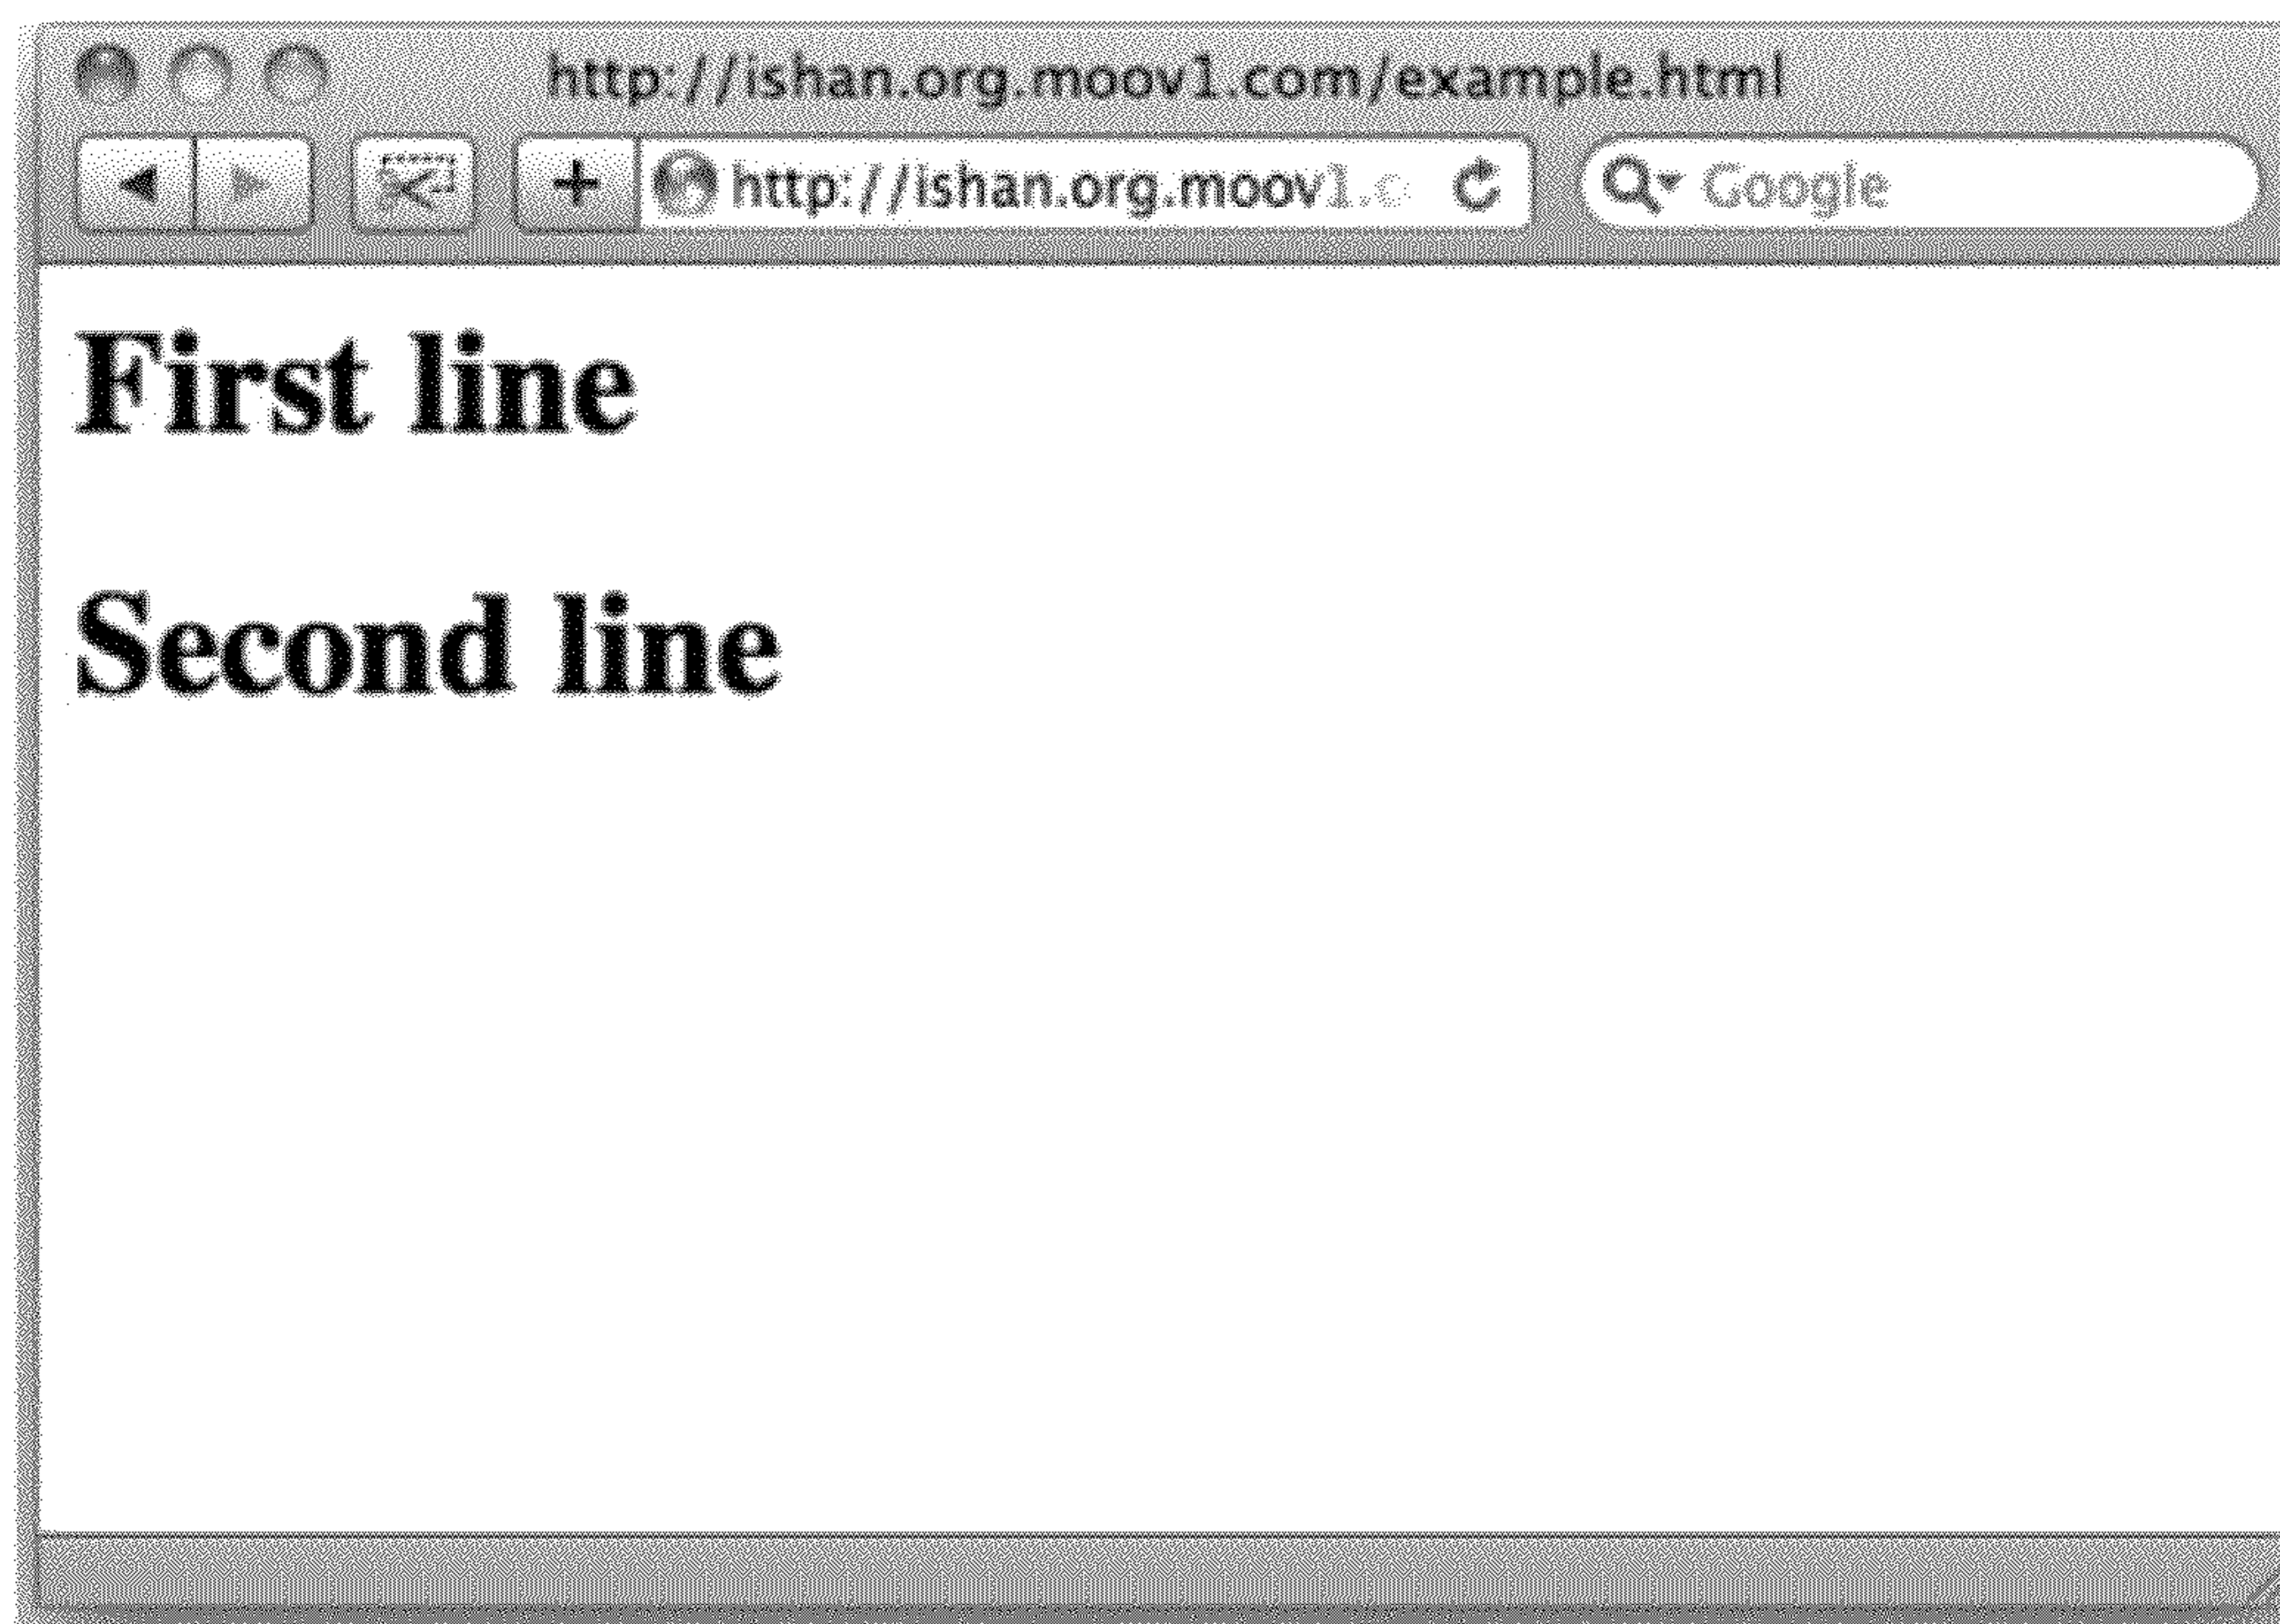 http://ishan.org.moov1.com/example.html
http://ishan.org.moov1.c
Google
First line
Second line